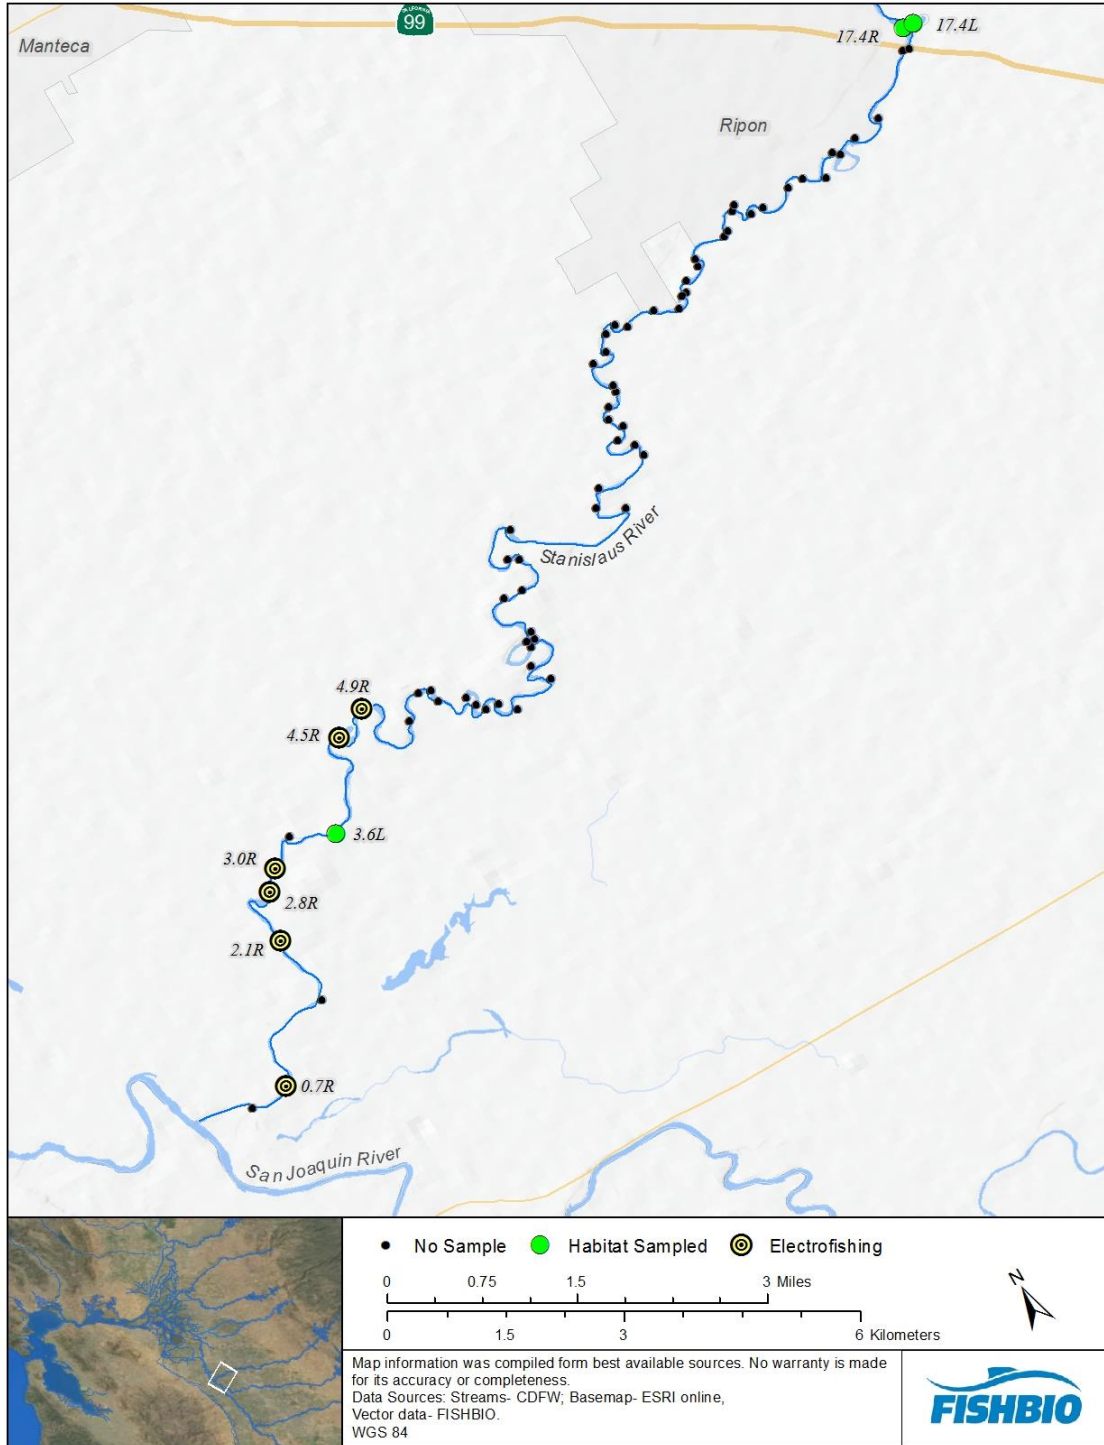 CALIFORNIA
99
Manteca
17.4R
17.4L
Ripon
Stanislaus River
4.9R
4.5R
3.6L
3.0R
2.8R
2.1R
0.7R
San Joaquin River
No Sample Habitat Sampled Electrofishing
0 0.75 1.5 3 Miles
0 1.5 3 6 Kilometers
N
Map information was compiled form best available sources. No warranty is made
for its accuracy or completeness.
Data Sources: Streams- CDFW; Basemap- ESRI online,
Vector data- FISHBIO.
WGS 84
FISHBIO